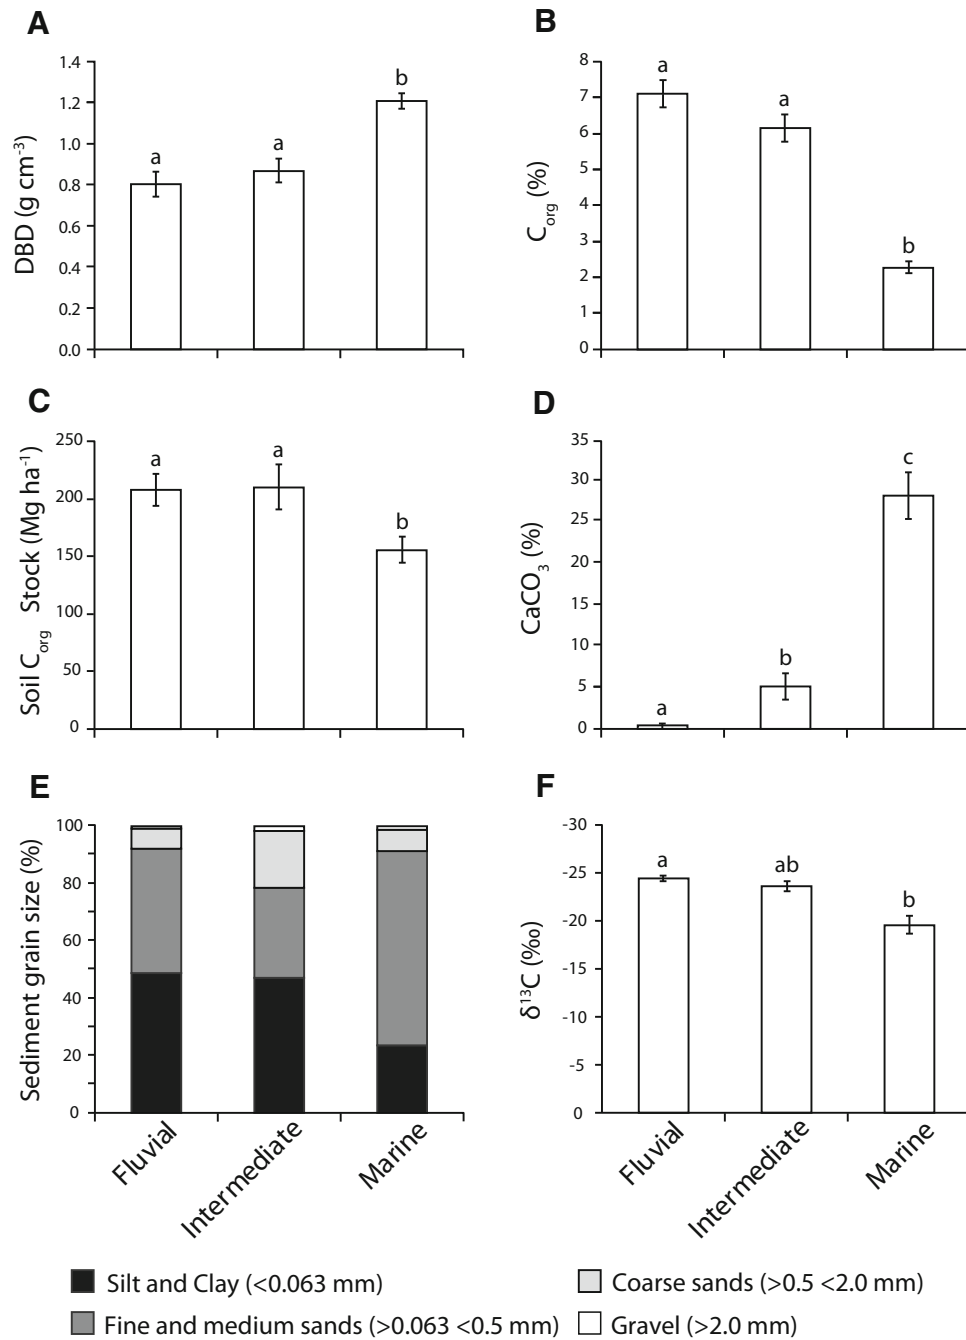 A
DBD (g cm-3)
1.4
1.2
1.0
0.8
0.6
0.4
0.2
0.0
a
a
b
B
Corg (%)
8
7
6
5
4
3
2
1
0
a
a
b
C
Soil Corg Stock (Mg ha-1)
250
200
150
100
50
0
a
a
b
D
CaCO3 (%)
35
30
25
20
15
10
5
0
a
b
c
E
Sediment grain size (%)
100
80
60
40
20
0
Fluvial
Intermediate
Marine
F
δ13C (‰)
-30
-25
-20
-15
-10
-5
0
a
ab
b
Fluvial
Intermediate
Marine
Silt and Clay (<0.063 mm)
Coarse sands (>0.5 <2.0 mm)
Fine and medium sands (>0.063 <0.5 mm)
Gravel (>2.0 mm)